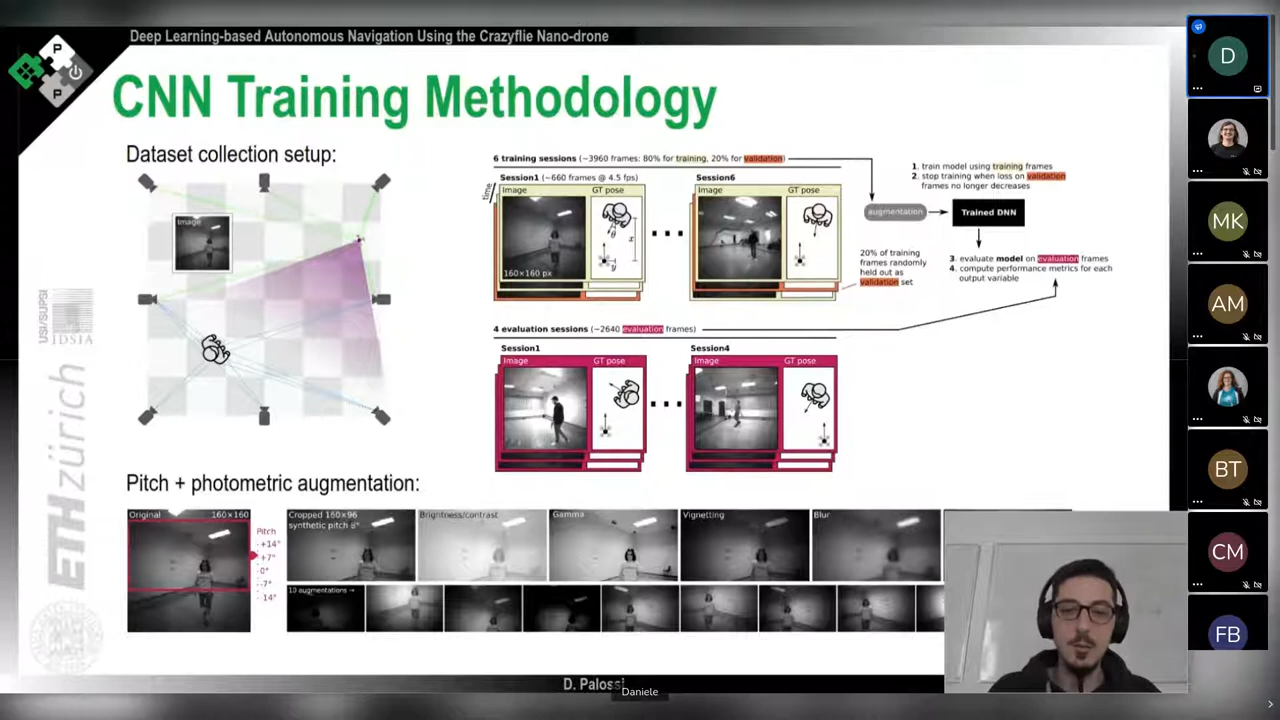 Deep Learning-based Autonomous Navigation Using the Crazyflie Nano-drone
P
P
CNN Training Methodology
Dataset collection setup:
Image
6 training sessions (~3960 frames: 80% for training, 20% for validation)
Session1 (~660 frames @ 4.5 fps)
Session6
time
Image
GT pose
160×160 px
θ
x
y
Image
GT pose
augmentation
1. train model using training frames
2. stop training when loss on validation
frames no longer decreases
Trained DNN
20% of training
frames randomly
held out as
validation set
3. evaluate model on evaluation frames
4. compute performance metrics for each
output variable
4 evaluation sessions (~2640 evaluation frames)
Session1
Session4
Image
GT pose
Image
GT pose
USI/SUPSI
IDSIA
ETH zürich
Pitch + photometric augmentation:
Original
160×160
Pitch
+14°
+7°
0°
-7°
-14°
Cropped 160×96
synthetic pitch 8°
Brightness/contrast
Gamma
Vignetting
Blur
10 augmentations →
D. Palossi
Daniele
D
MK
AM
BT
CM
FB